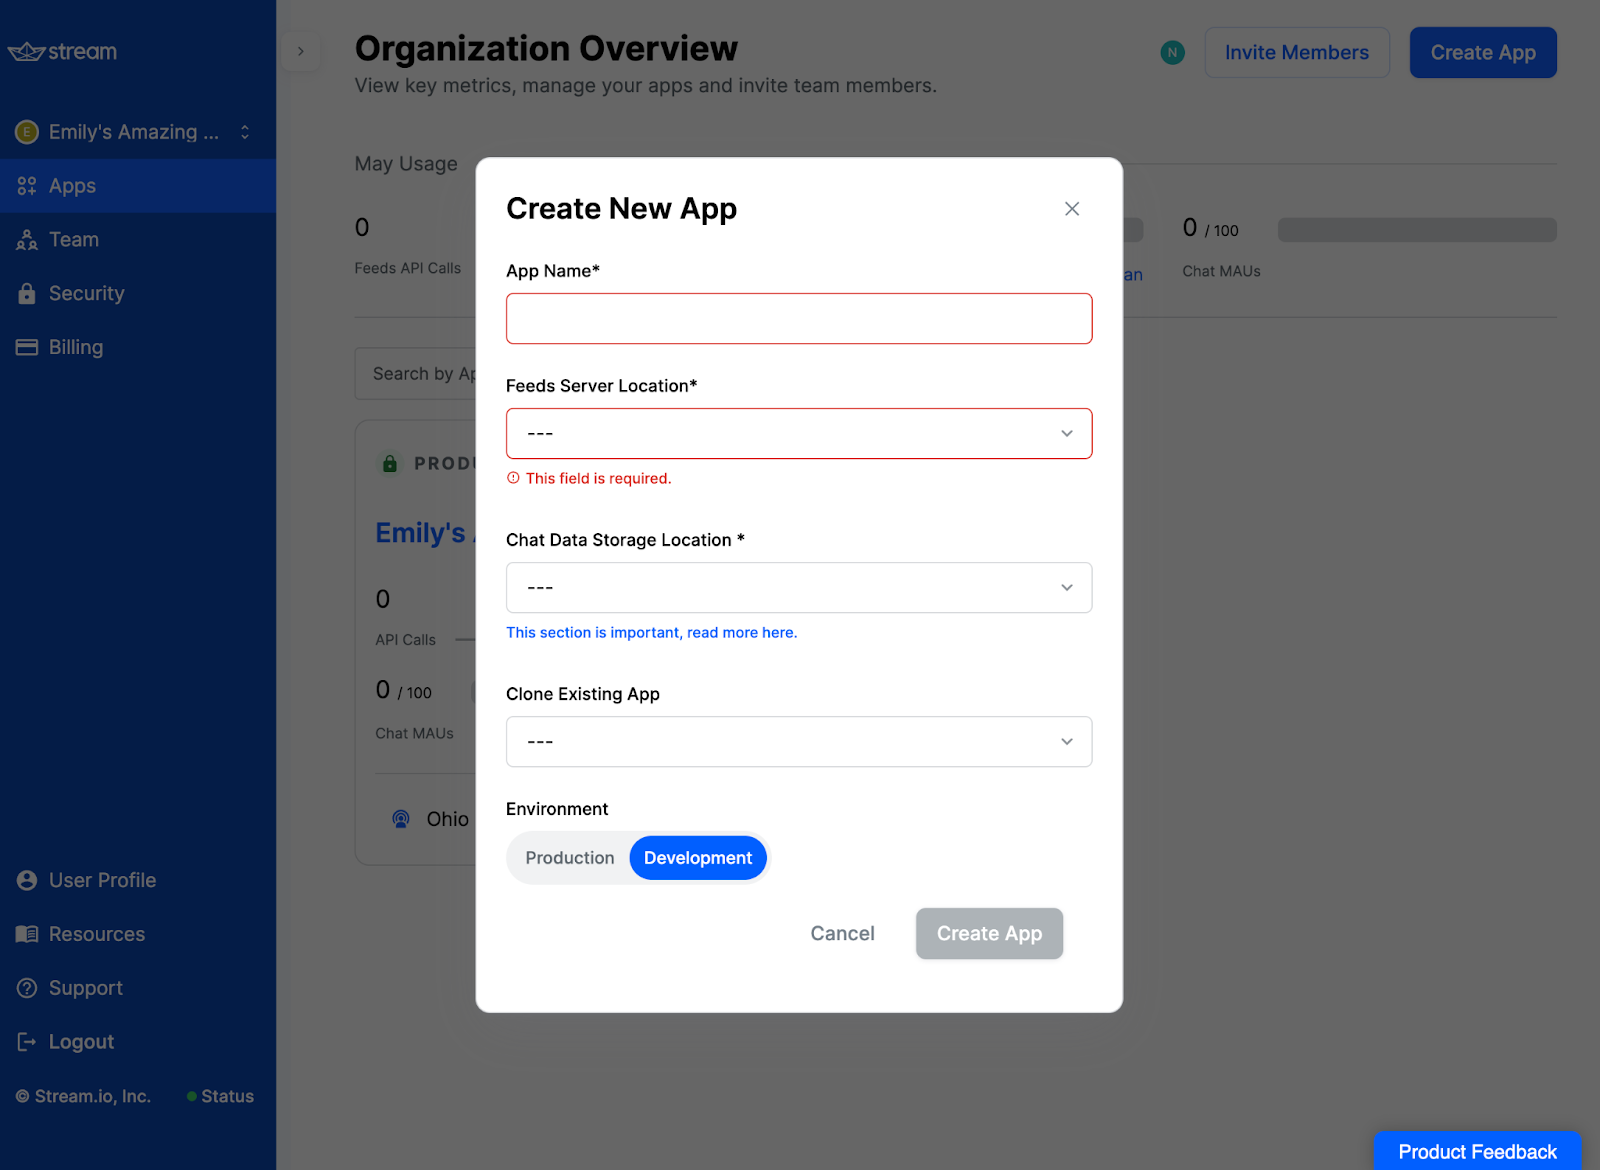 stream
E Emily's Amazing ...
Apps
Team
Security
Billing
User Profile
Resources
Support
Logout
© Stream.io, Inc.
Status
Organization Overview
View key metrics, manage your apps and invite team members.
N
Invite Members
Create App
May Usage
0
Feeds API Calls
an
0 / 100
Chat MAUs
Search by Ap
PRODU
Emily's
0
API Calls
0 / 100
Chat MAUs
Ohio
Create New App
App Name*
Feeds Server Location*
---
This field is required.
Chat Data Storage Location *
---
This section is important, read more here.
Clone Existing App
---
Environment
Production Development
Cancel
Create App
Product Feedback